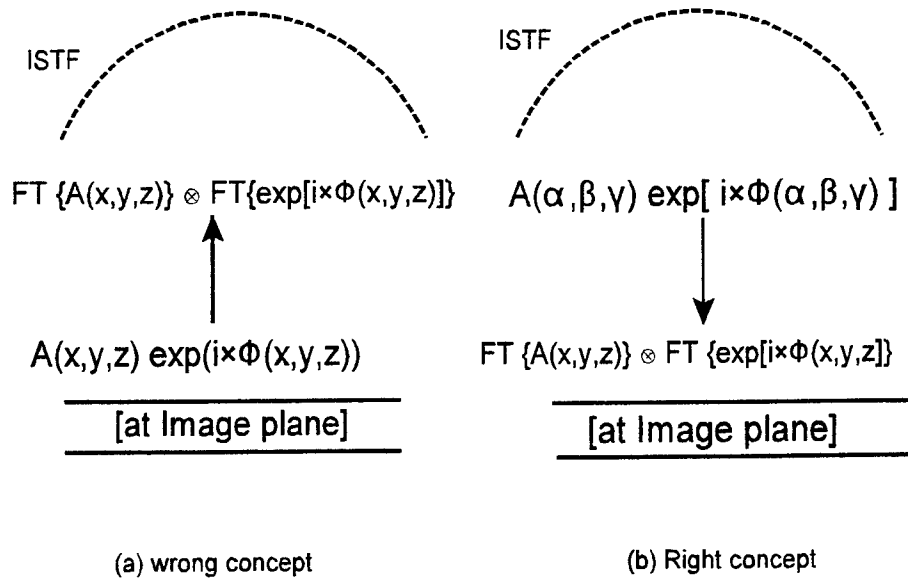 ISTF
FT {A(x,y,z)} ⊗ FT{exp[i×Φ(x,y,z)]}
A(x,y,z) exp(i×Φ(x,y,z))
[at Image plane]
(a) wrong concept
ISTF
A(α,β,γ) exp[ i×Φ(α,β,γ) ]
FT {A(x,y,z)} ⊗ FT {exp[i×Φ(x,y,z]}
[at Image plane]
(b) Right concept